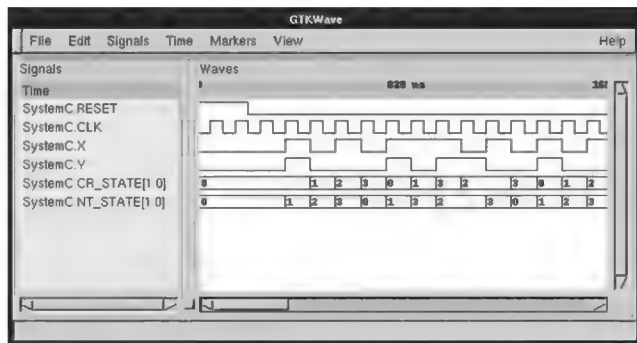 GTKWave
File Edit Signals Time Markers View Help
Signals
Waves
Time
820 ns
SystemC.RESET
SystemC.CLK
SystemC.X
SystemC.Y
SystemC CR_STATE[1 0] 0 1 2 3 0 1 3 2 3 0 1 2
SystemC NT_STATE[1 0] 0 1 2 3 0 1 3 2 3 0 1 2 3